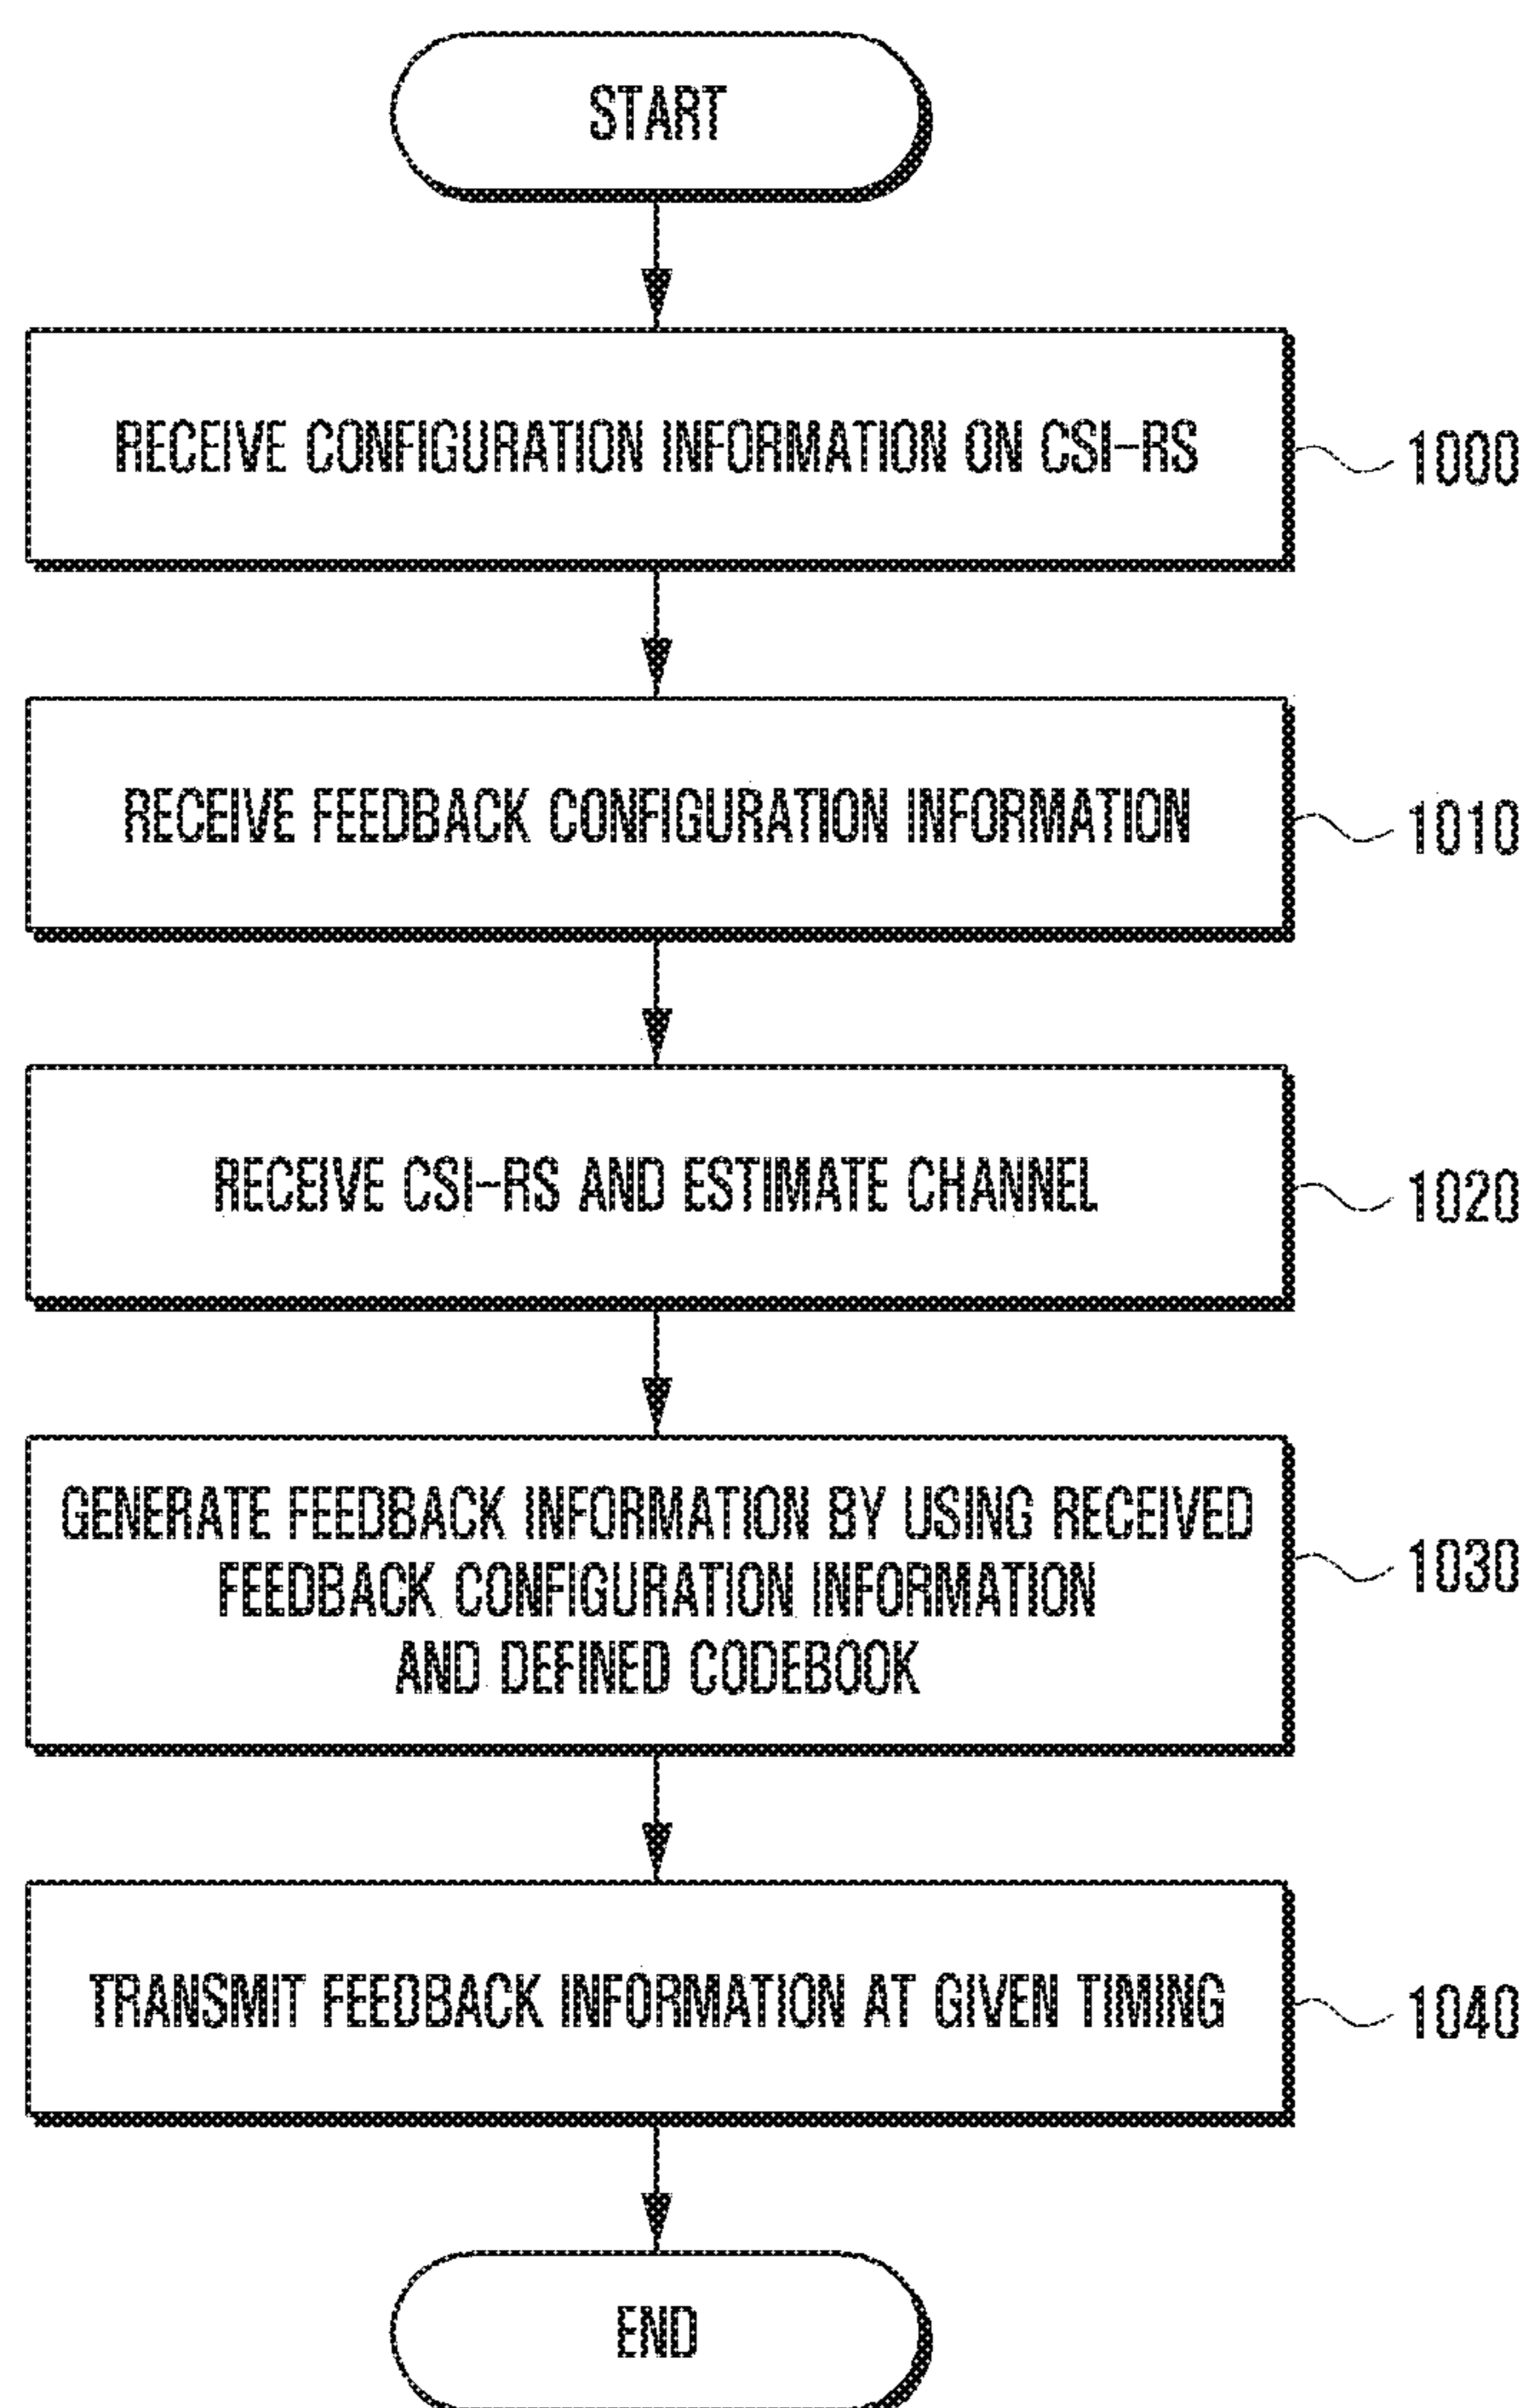 START
RECEIVE CONFIGURATION INFORMATION ON CSI-RS
1000
RECEIVE FEEDBACK CONFIGURATION INFORMATION
1010
RECEIVE CSI-RS AND ESTIMATE CHANNEL
1020
GENERATE FEEDBACK INFORMATION BY USING RECEIVED
FEEDBACK CONFIGURATION INFORMATION
AND DEFINED CODEBOOK
1030
TRANSMIT FEEDBACK INFORMATION AT GIVEN TIMING
1040
END